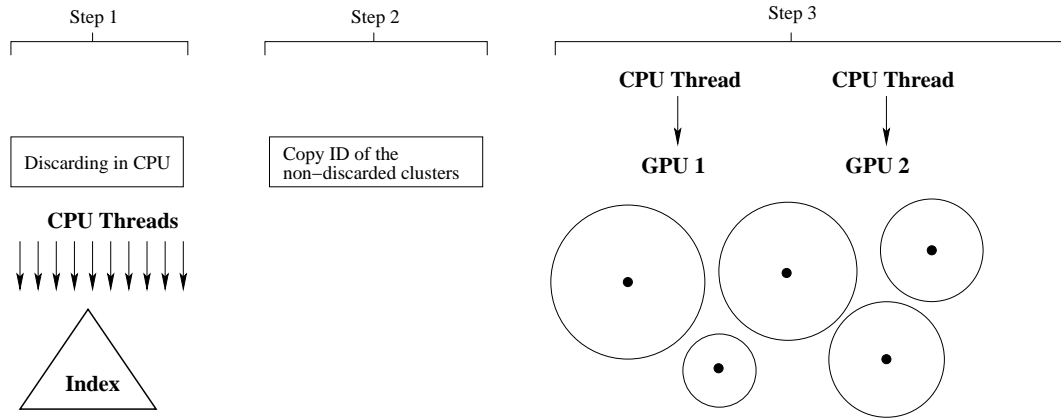 Step 1
Step 2
Step 3
CPU Thread
CPU Thread
Discarding in CPU
Copy ID of the
non−discarded clusters
GPU 1
GPU 2
CPU Threads
Index